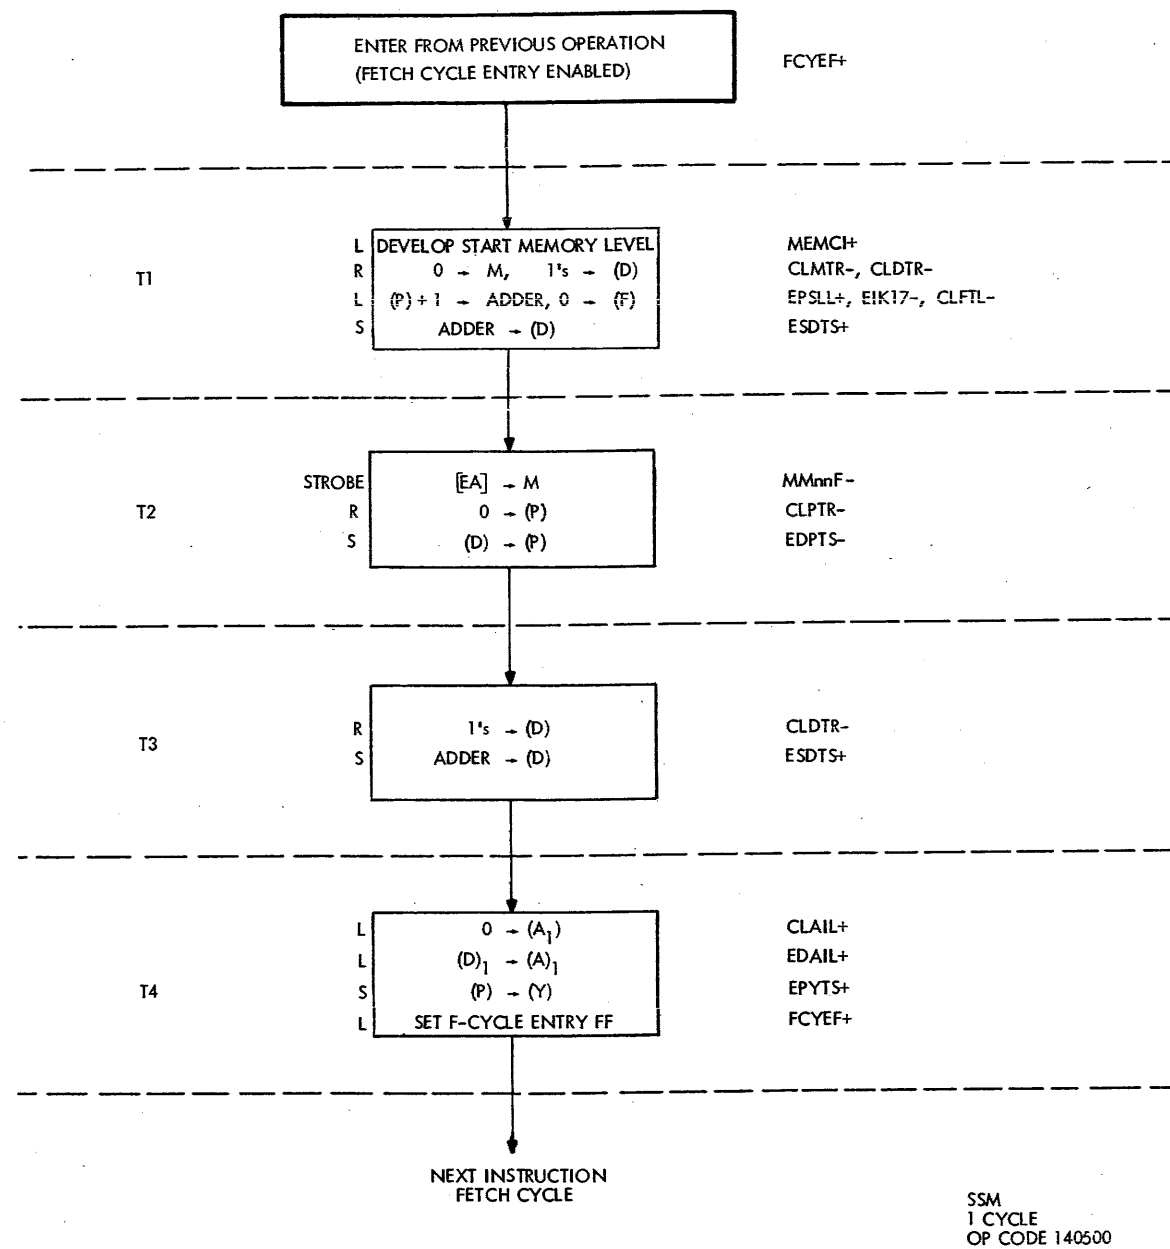 ENTER FROM PREVIOUS OPERATION
(FETCH CYCLE ENTRY ENABLED)
FCYEF+
T1
L DEVELOP START MEMORY LEVEL MEMCI+
R 0 → M, 1's → (D) CLMTR-, CLDTR-
L (P) + 1 → ADDER, 0 → (F) EPSLL+, EIK17-, CLFTL-
S ADDER → (D) ESDTS+
T2
STROBE [EA] → M MMnnF-
R 0 → (P) CLPTR-
S (D) → (P) EDPTS-
T3
R 1's → (D) CLDTR-
S ADDER → (D) ESDTS+
T4
L 0 → (A₁) CLAIL+
L (D)₁ → (A)₁ EDAIL+
S (P) → (Y) EPYTS+
L SET F-CYCLE ENTRY FF FCYEF+
NEXT INSTRUCTION
FETCH CYCLE
SSM
1 CYCLE
OP CODE 140500